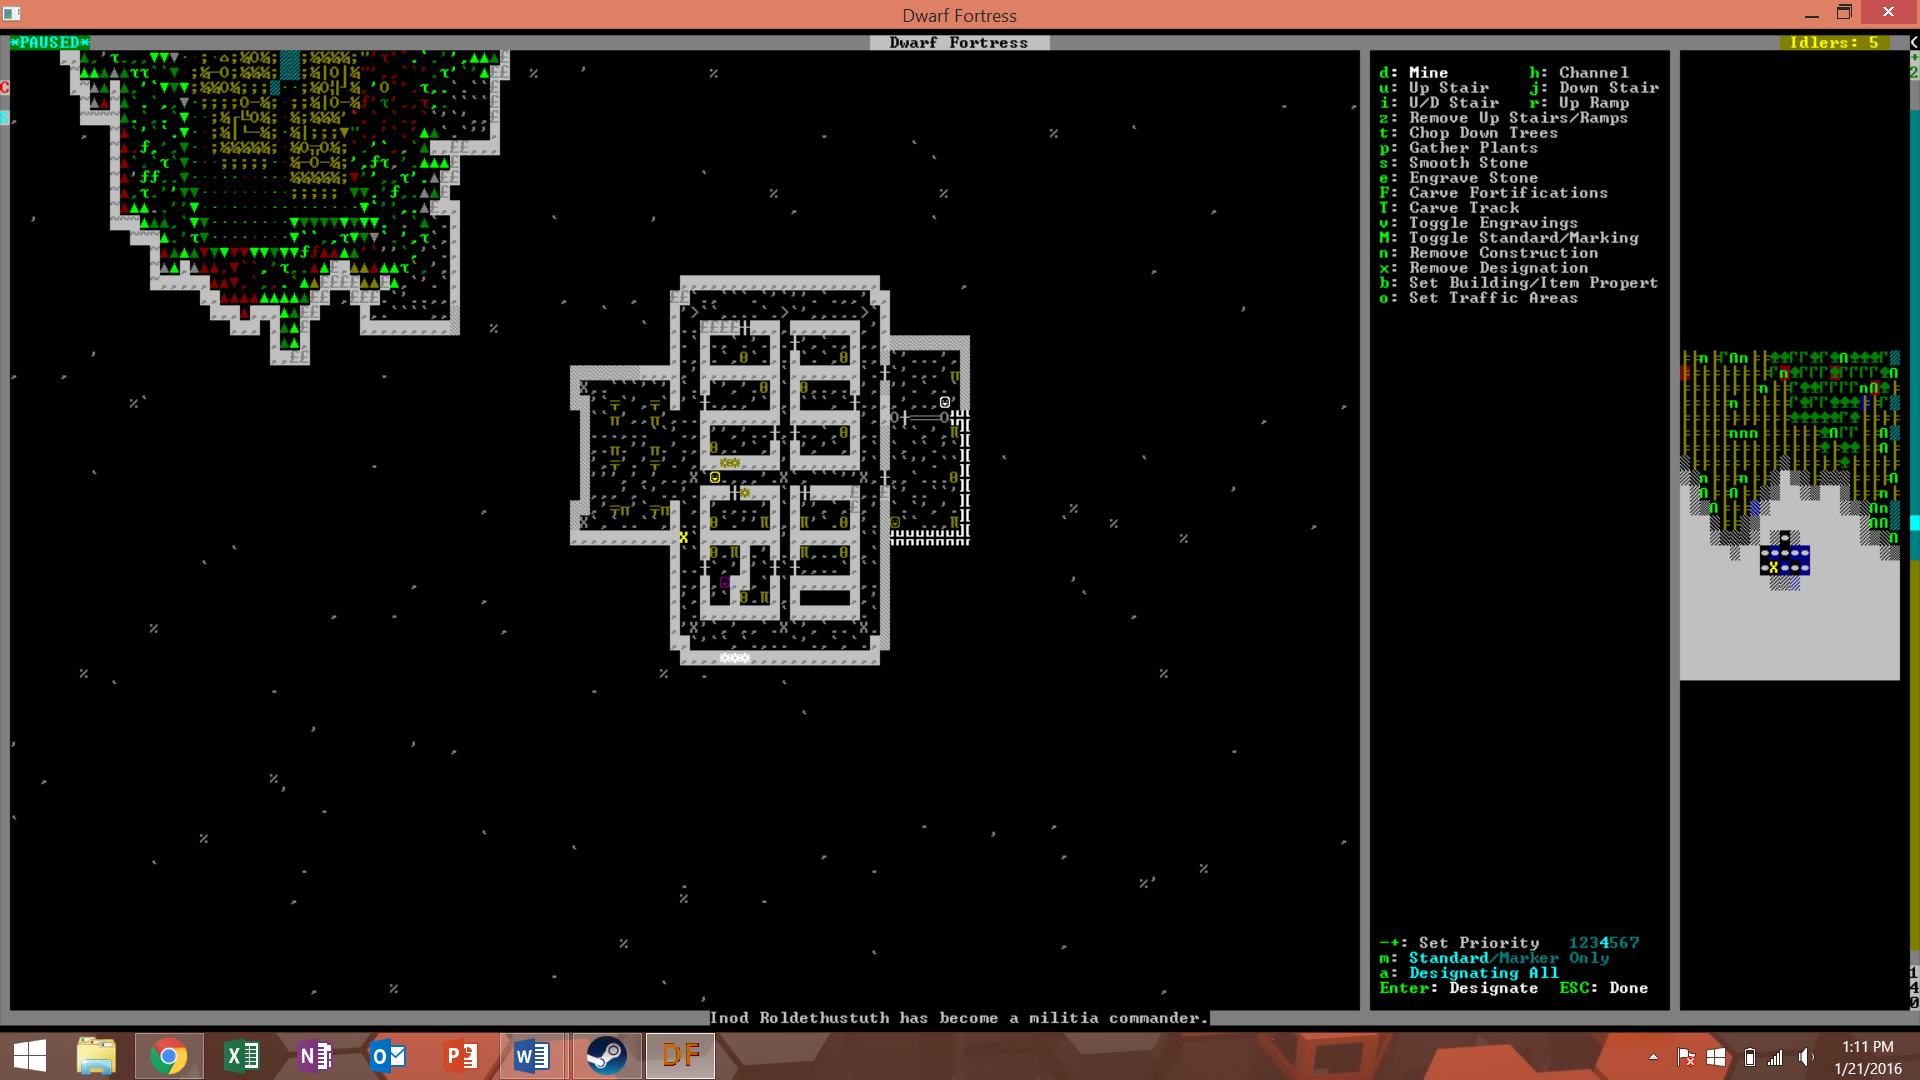 Dwarf Fortress
*PAUSED*
Dwarf Fortress
Idlers: 5
d: Mine h: Channel
u: Up Stair j: Down Stair
i: U/D Stair r: Up Ramp
z: Remove Up Stairs/Ramps
t: Chop Down Trees
p: Gather Plants
s: Smooth Stone
e: Engrave Stone
F: Carve Fortifications
T: Carve Track
v: Toggle Engravings
M: Toggle Standard/Marking
n: Remove Construction
x: Remove Designation
b: Set Building/Item Propert
o: Set Traffic Areas
-+: Set Priority 1234567
m: Standard/Marker Only
a: Designating All
Enter: Designate ESC: Done
Inod Roldethustuth has become a militia commander.
DF
1:11 PM
1/21/2016